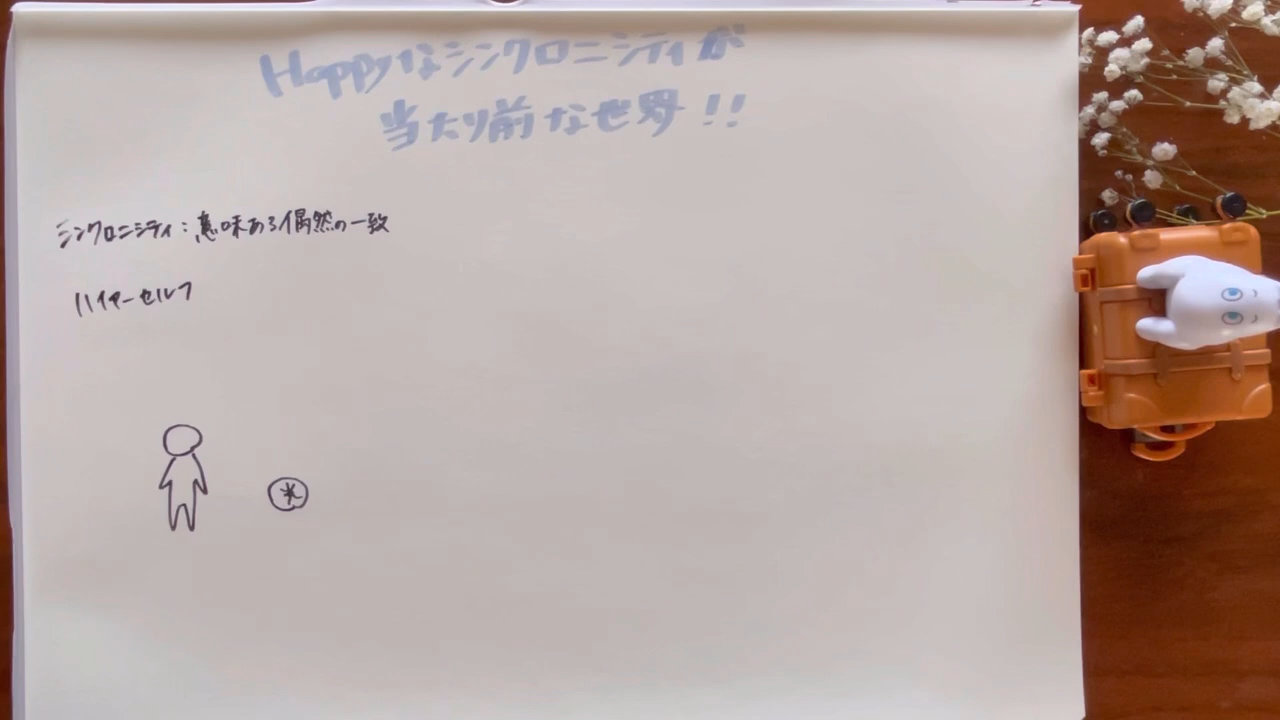 Happyなシンクロニシティが
当たり前な世界!!
シンクロニシティ:意味ある偶然の一致
ハイヤーセルフ